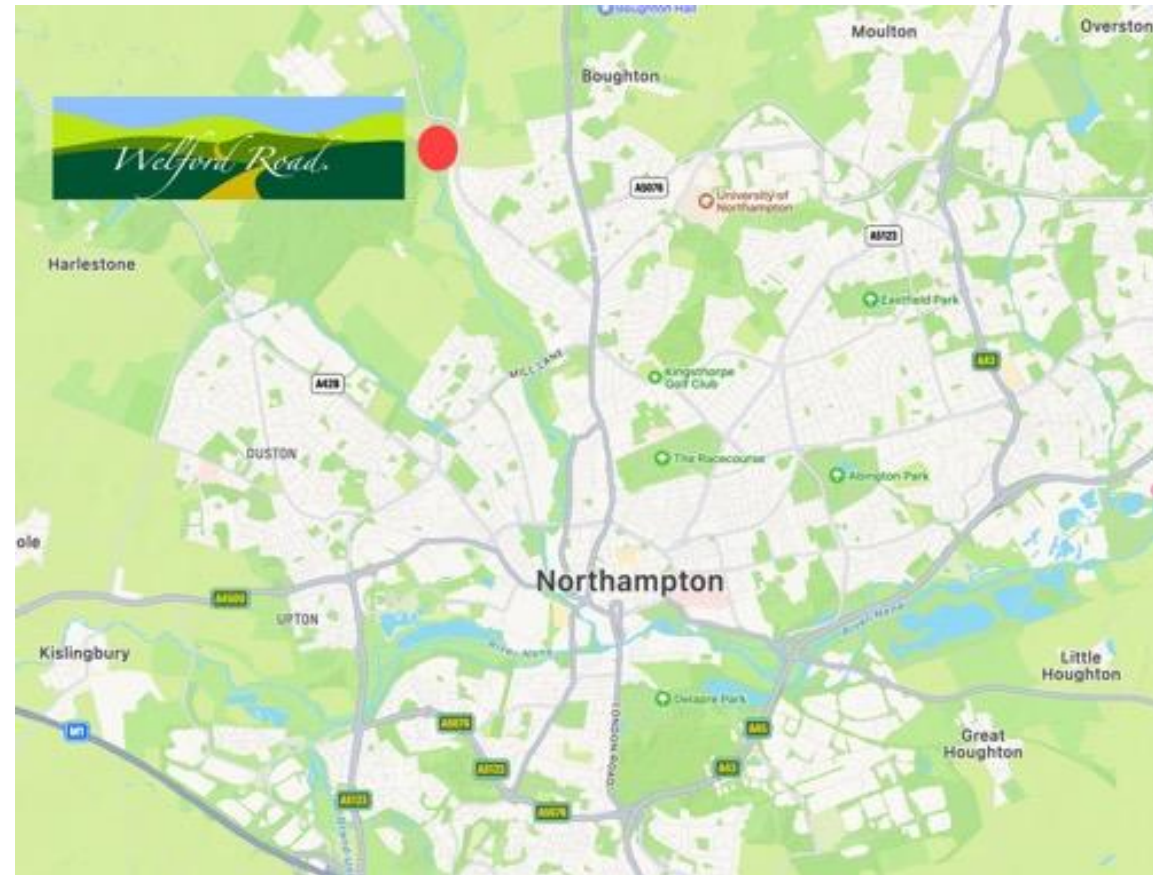 Boughton Hall
Moulton
Overston
Boughton
Welford Road.
A5076
University of
Northampton
A5123
Harlestone
Eastfield Park
MILL LANE
A43
Kingsthorpe
Golf Club
A428
DUSTON
The Racecourse
Abington Park
ole
Northampton
A4500
UPTON
River Nene
River Nene
Kislingbury
Little
Houghton
Delapre Park
LONDON ROAD
A5076
M1
A45
Great
Houghton
A5123
A43
A5123
A5076